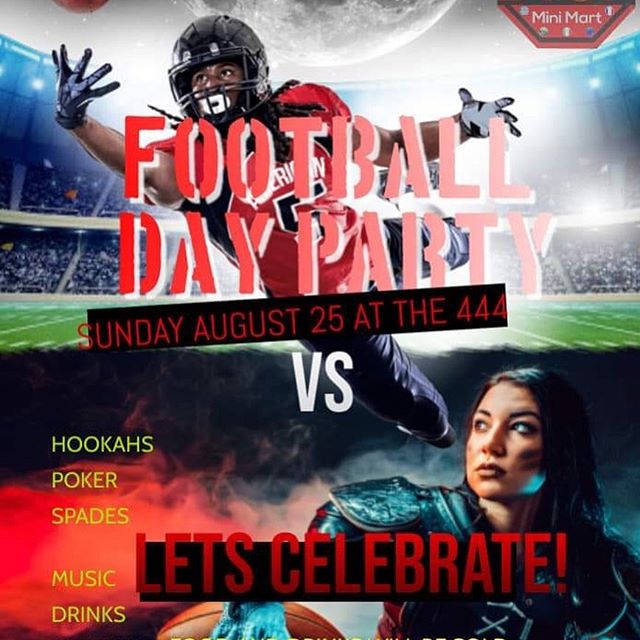 Mini Mart
FOOTBALL
DAY PARTY
SUNDAY AUGUST 25 AT THE 444
VS
HOOKAHS
POKER
SPADES
MUSIC
DRINKS
LETS CELEBRATE!